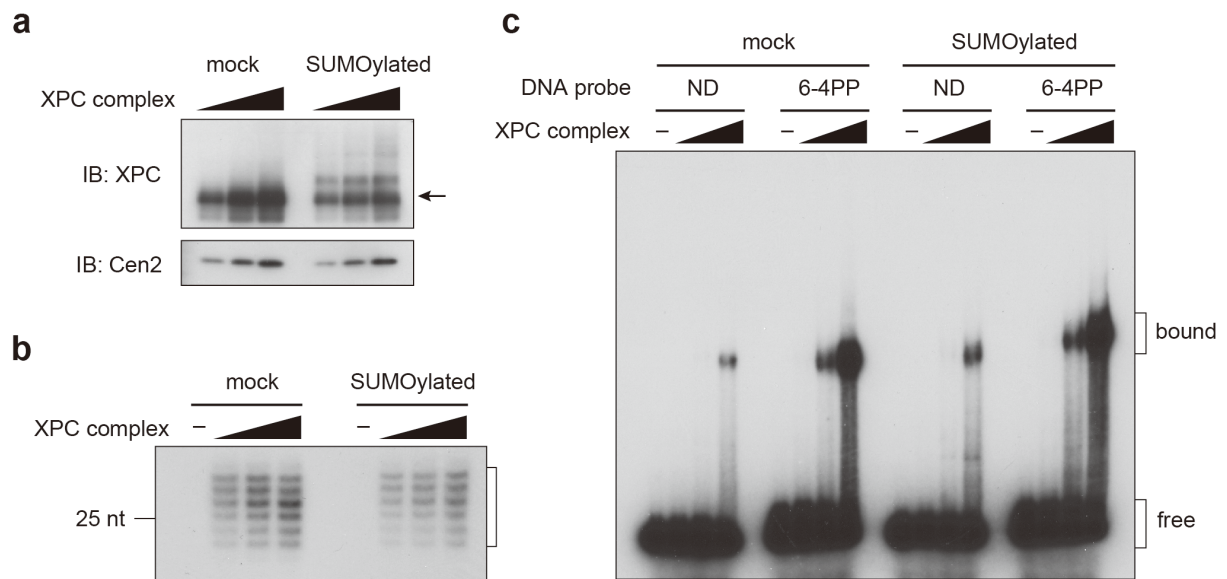 a
mock SUMOylated
XPC complex
IB: XPC
IB: Cen2
b
mock SUMOylated
XPC complex –
25 nt
c
mock SUMOylated
DNA probe ND 6-4PP ND 6-4PP
XPC complex – – – –
bound
free